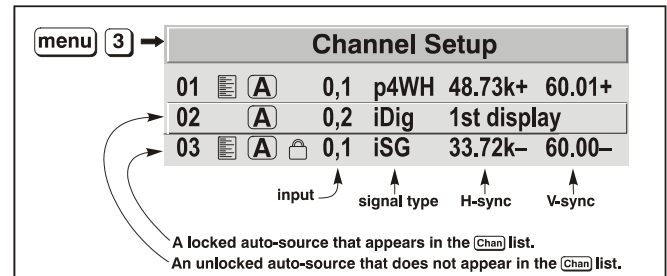 menu 3 Channel Setup
01 A 0,1 p4WH 48.73k+ 60.01+
02 A 0,2 iDig 1st display
03 A 0,1 iSG 33.72k– 60.00–
input signal type H-sync V-sync
A locked auto-source that appears in the Chan list.
An unlocked auto-source that does not appear in the Chan list.